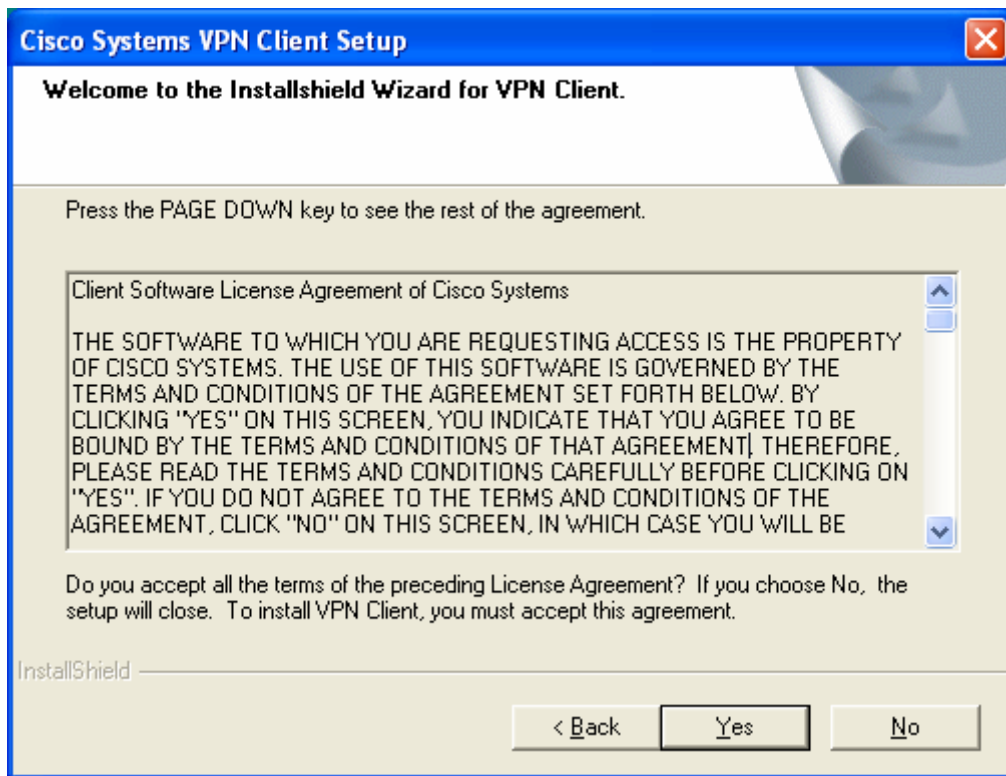 Cisco Systems VPN Client Setup
Welcome to the Installshield Wizard for VPN Client.
Press the PAGE DOWN key to see the rest of the agreement.
Client Software License Agreement of Cisco Systems
THE SOFTWARE TO WHICH YOU ARE REQUESTING ACCESS IS THE PROPERTY
OF CISCO SYSTEMS. THE USE OF THIS SOFTWARE IS GOVERNED BY THE
TERMS AND CONDITIONS OF THE AGREEMENT SET FORTH BELOW. BY
CLICKING "YES" ON THIS SCREEN, YOU INDICATE THAT YOU AGREE TO BE
BOUND BY THE TERMS AND CONDITIONS OF THAT AGREEMENT. THEREFORE,
PLEASE READ THE TERMS AND CONDITIONS CAREFULLY BEFORE CLICKING ON
"YES". IF YOU DO NOT AGREE TO THE TERMS AND CONDITIONS OF THE
AGREEMENT, CLICK "NO" ON THIS SCREEN, IN WHICH CASE YOU WILL BE
Do you accept all the terms of the preceding License Agreement? If you choose No, the
setup will close. To install VPN Client, you must accept this agreement.
InstallShield
< Back Yes No